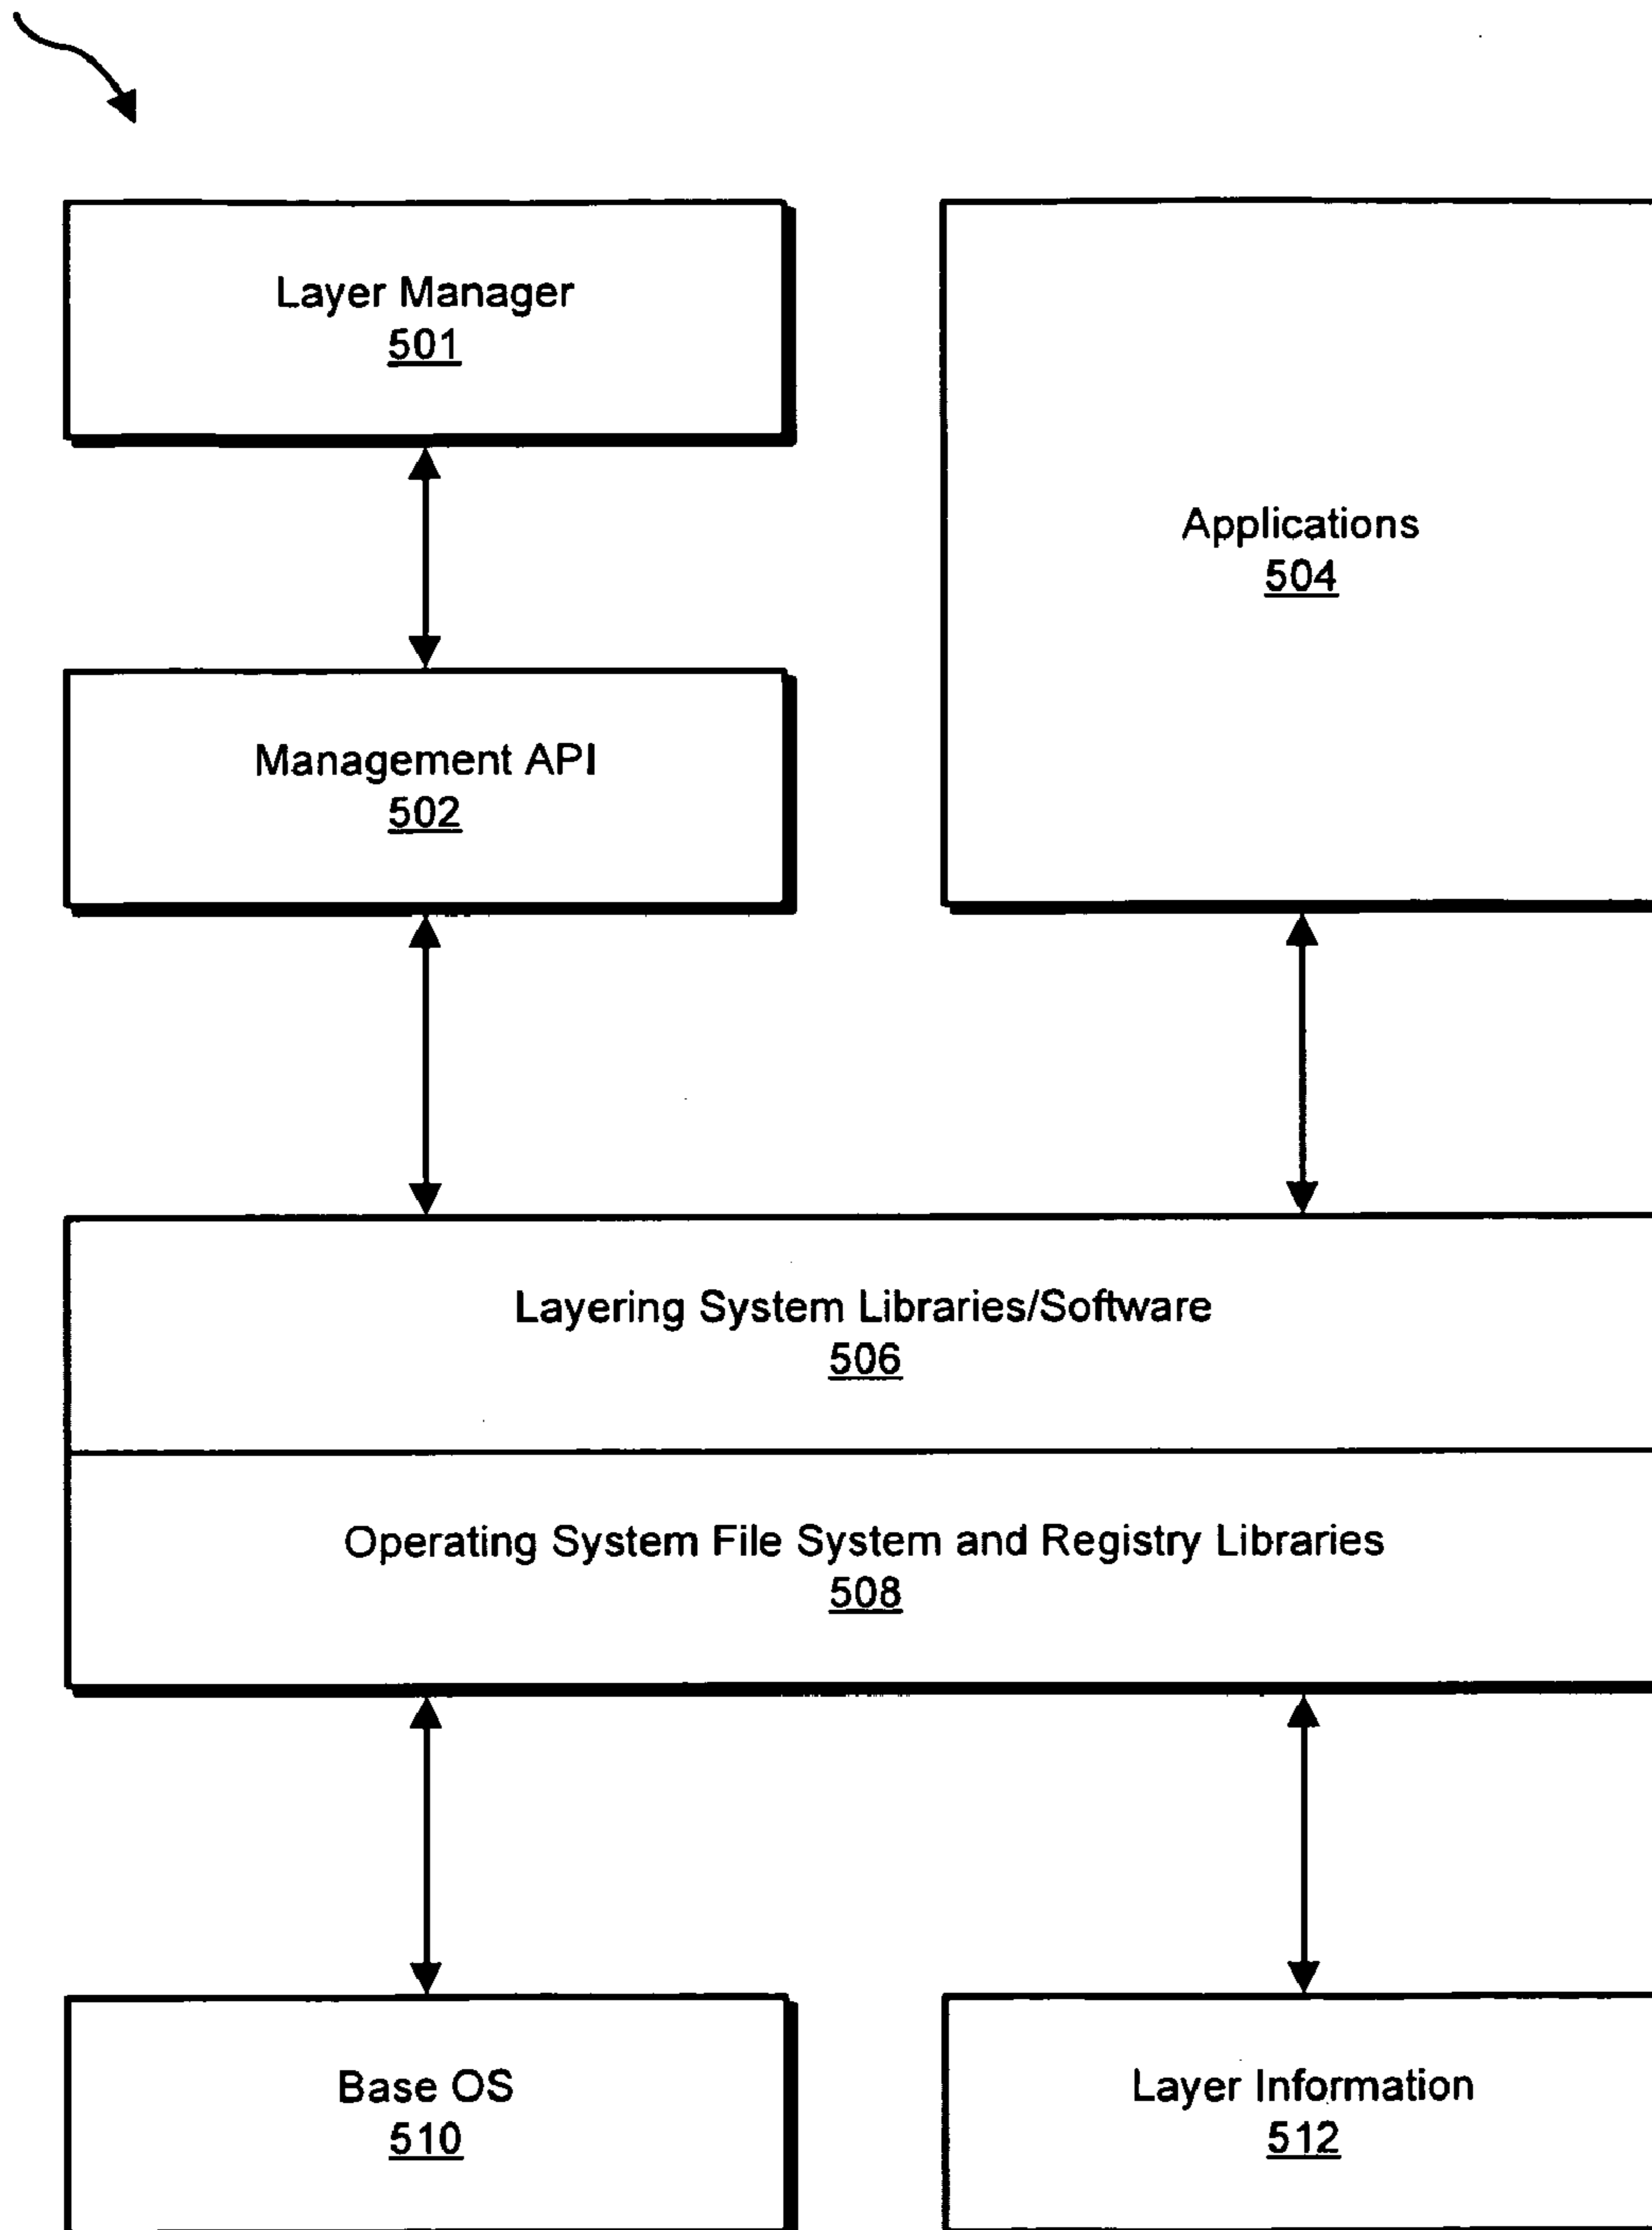 Layer Manager
501
Applications
504
Management API
502
Layering System Libraries/Software
506
Operating System File System and Registry Libraries
508
Base OS
510
Layer Information
512